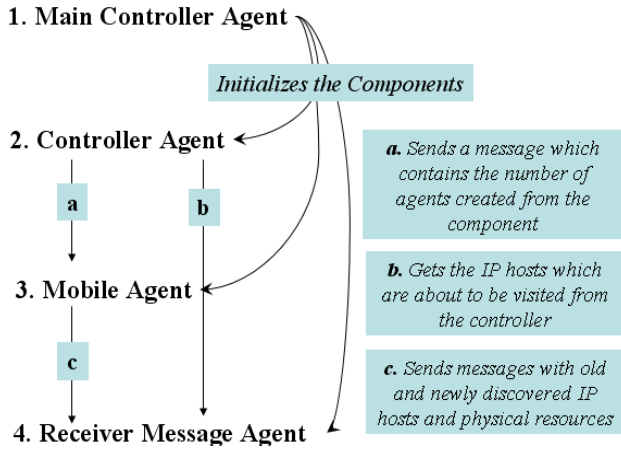 1. Main Controller Agent
Initializes the Components
2. Controller Agent
a
b
3. Mobile Agent
c
4. Receiver Message Agent
a. Sends a message which
contains the number of
agents created from the
component
b. Gets the IP hosts which
are about to be visited from
the controller
c. Sends messages with old
and newly discovered IP
hosts and physical resources